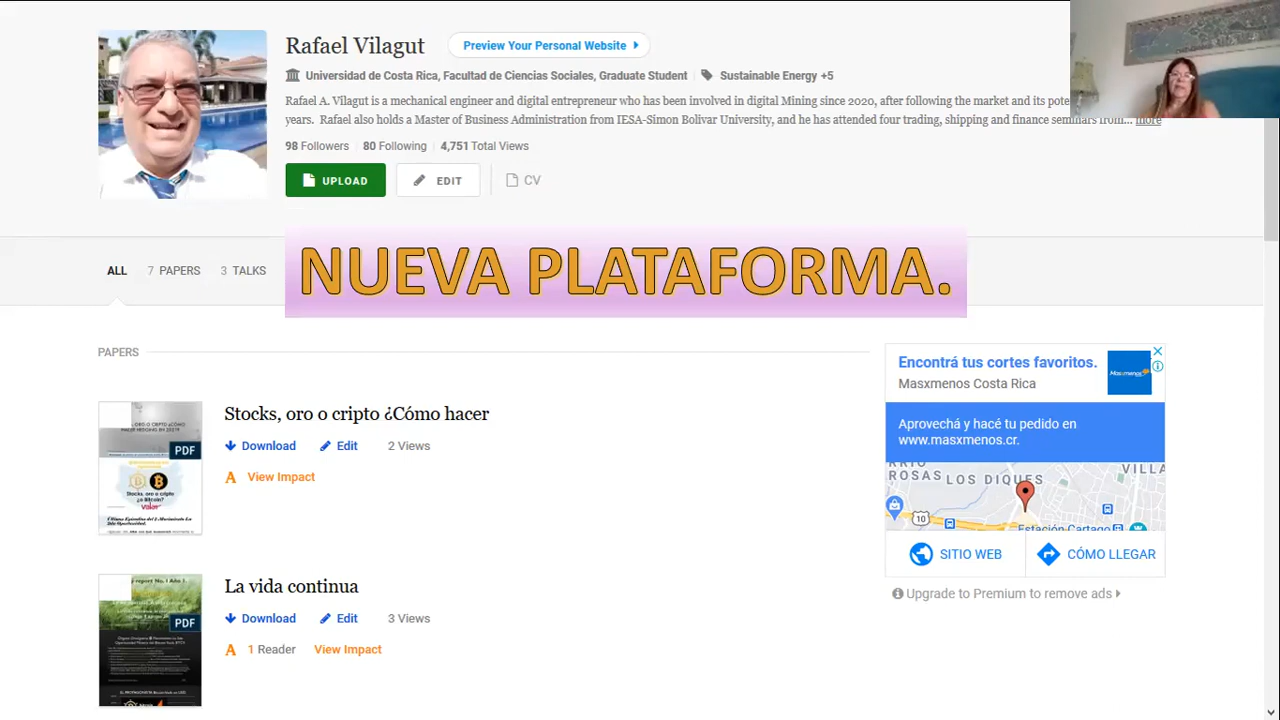 Rafael Vilagut
Preview Your Personal Website
Universidad de Costa Rica, Facultad de Ciencias Sociales, Graduate Student
Sustainable Energy +5
Rafael A. Vilagut is a mechanical engineer and digital entrepreneur who has been involved in digital Mining since 2020, after following the market and its
years. Rafael also holds a Master of Business Administration from IESA-Simon Bolivar University, and he has attended four trading, shipping and finance seminars from... more
98 Followers 80 Following 4,751 Total Views
UPLOAD EDIT CV
ALL 7 PAPERS 3 TALKS
NUEVA PLATAFORMA.
PAPERS
Stocks, oro o cripto ¿Cómo hacer
Download Edit 2 Views
View Impact
PDF
Stocks, oro o cripto
La vida continua
Download Edit 3 Views
1 Reader View Impact
PDF
Encontrá tus cortes favoritos.
Masxmenos Costa Rica
Masxmenos
Aprovechá y hacé tu pedido en
www.masxmenos.cr.
ROSAS
LOS DIQUES
VILLA
Estación Cartago
SITIO WEB CÓMO LLEGAR
Upgrade to Premium to remove ads